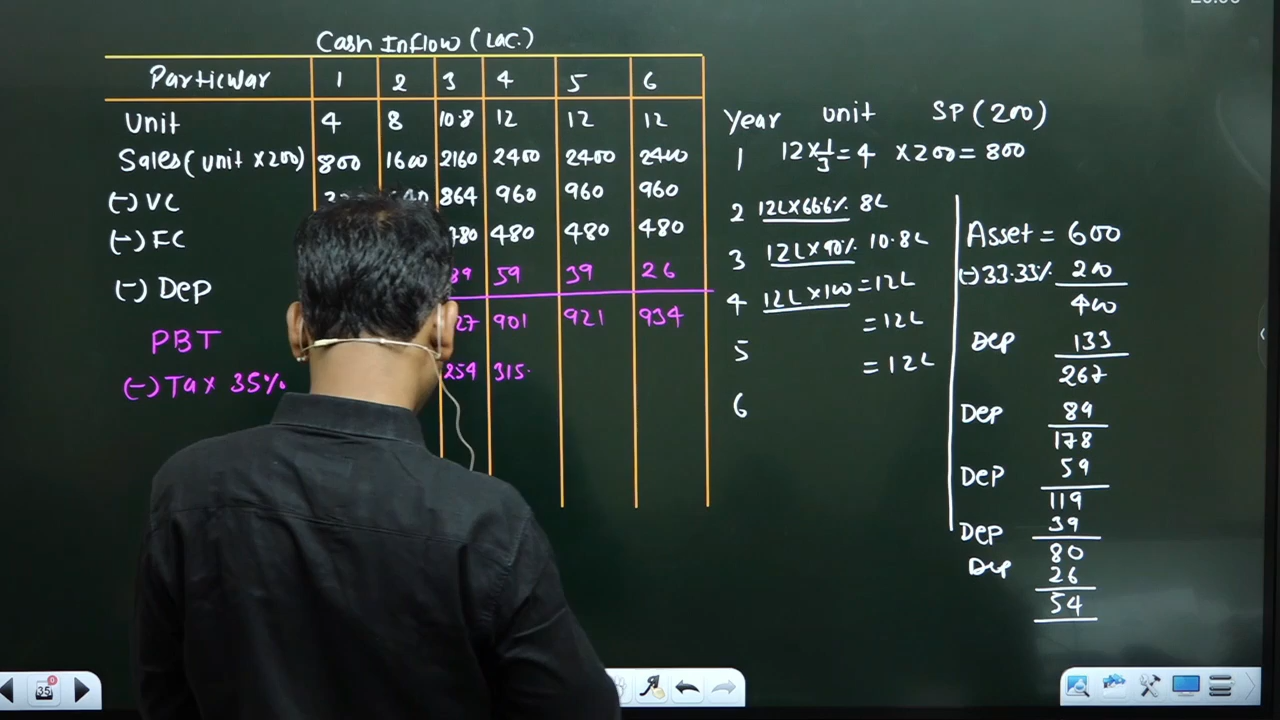 Cash Inflow (Lac.)
Particular 1 2 3 4 5 6
Unit 4 8 10.8 12 12 12
Sales (unit ×200) 800 1600 2160 2400 2400 2400
(-) VC 864 960 960 960
(-) FC 480 480 480 480
(-) Dep 89 59 39 26
PBT 27 901 921 934
(-) Tax 35% 254 315.
Year unit SP (200)
1 12×1/3=4 ×200=800
2 12L×66.6% 8L
3 12L×90% 10.8L
4 12L×100 =12L
5 =12L
6 =12L
Asset = 600
(-) 33.33% 200
400
Dep 133
267
Dep 89
178
Dep 59
119
Dep 39
80
Dep 26
54
35
0